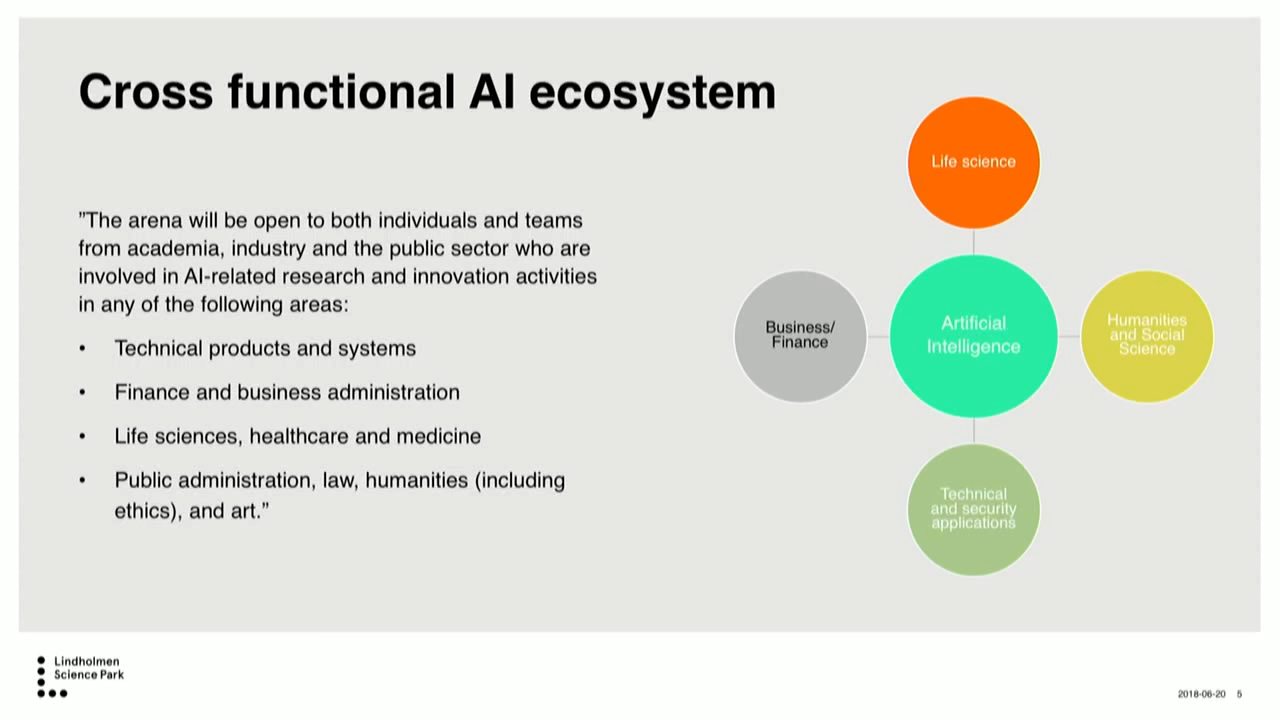 Cross functional AI ecosystem
”The arena will be open to both individuals and teams
from academia, industry and the public sector who are
involved in AI-related research and innovation activities
in any of the following areas:
• Technical products and systems
• Finance and business administration
• Life sciences, healthcare and medicine
• Public administration, law, humanities (including
ethics), and art.”
Life science
Business/
Finance
Artificial
Intelligence
Humanities
and Social
Science
Technical
and security
applications
Lindholmen
Science Park
2018-06-20 5